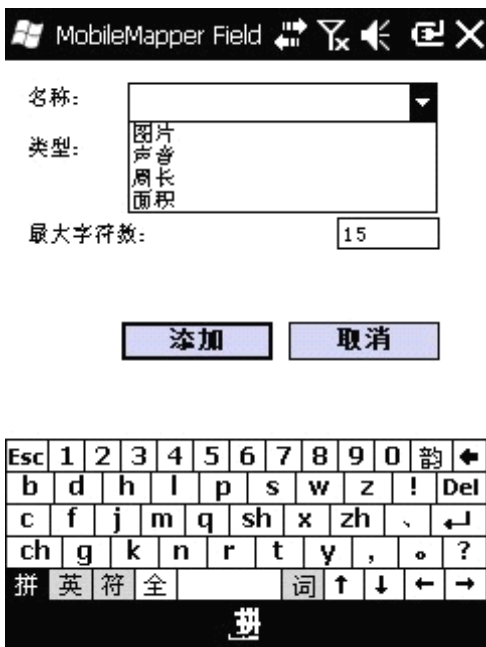 MobileMapper Field
名称:
类型:
图片
声音
周长
面积
最大字符数:
15
添加 取消
Esc 1 2 3 4 5 6 7 8 9 0 韵 ←
b d h l p s w z ! Del
c f j m q sh x zh 、 ↵
ch g k n r t y , 。 ?
拼 英 符 全 词 ↑ ↓ ← →
拼